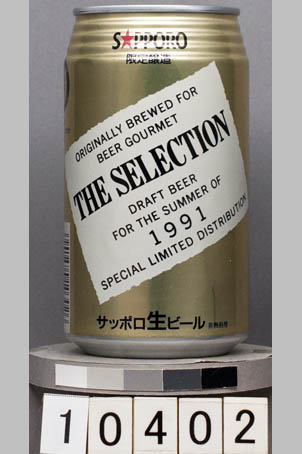 SAPPORO
限定醸造
ORIGINALLY BREWED FOR
BEER GOURMET
THE SELECTION
DRAFT BEER
FOR THE SUMMER OF
1991
SPECIAL LIMITED DISTRIBUTION
サッポロ生ビール
10402